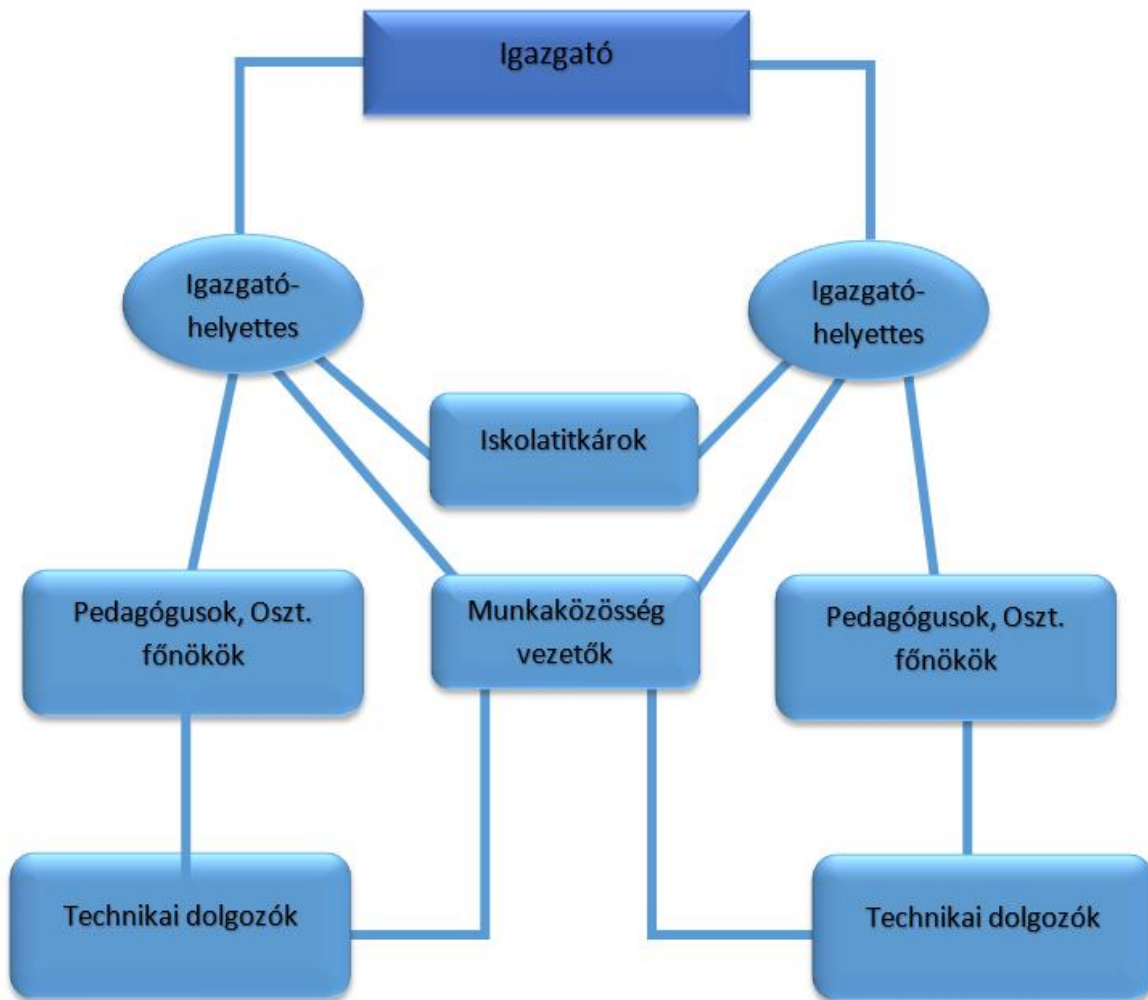 Igazgató
Igazgató-
helyettes
Igazgató-
helyettes
Iskolatitkárok
Pedagógusok, Oszt.
főnökök
Munkaközösség
vezetők
Pedagógusok, Oszt.
főnökök
Technikai dolgozók
Technikai dolgozók